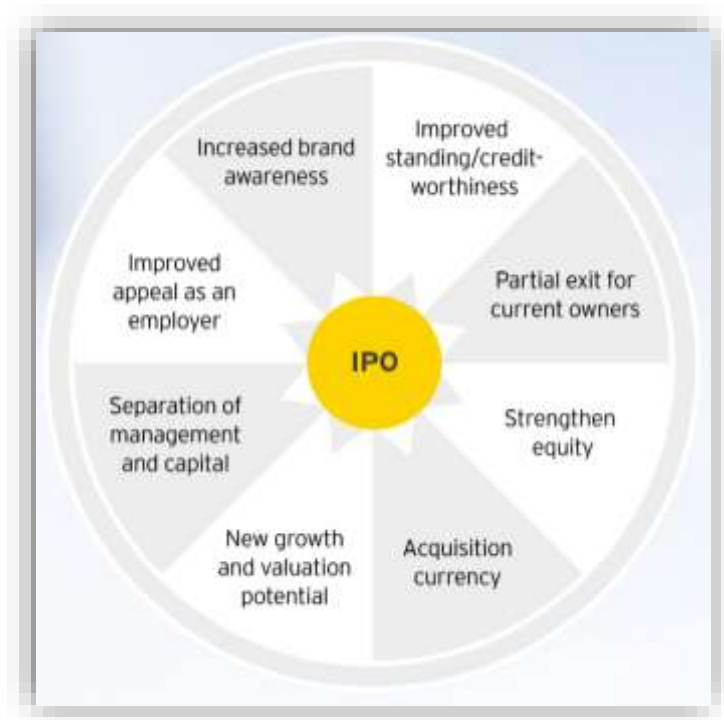 Increased brand
awareness
Improved
standing/credit-
worthiness
Partial exit for
current owners
Strengthen
equity
Acquisition
currency
New growth
and valuation
potential
Separation of
management
and capital
Improved
appeal as an
employer
IPO